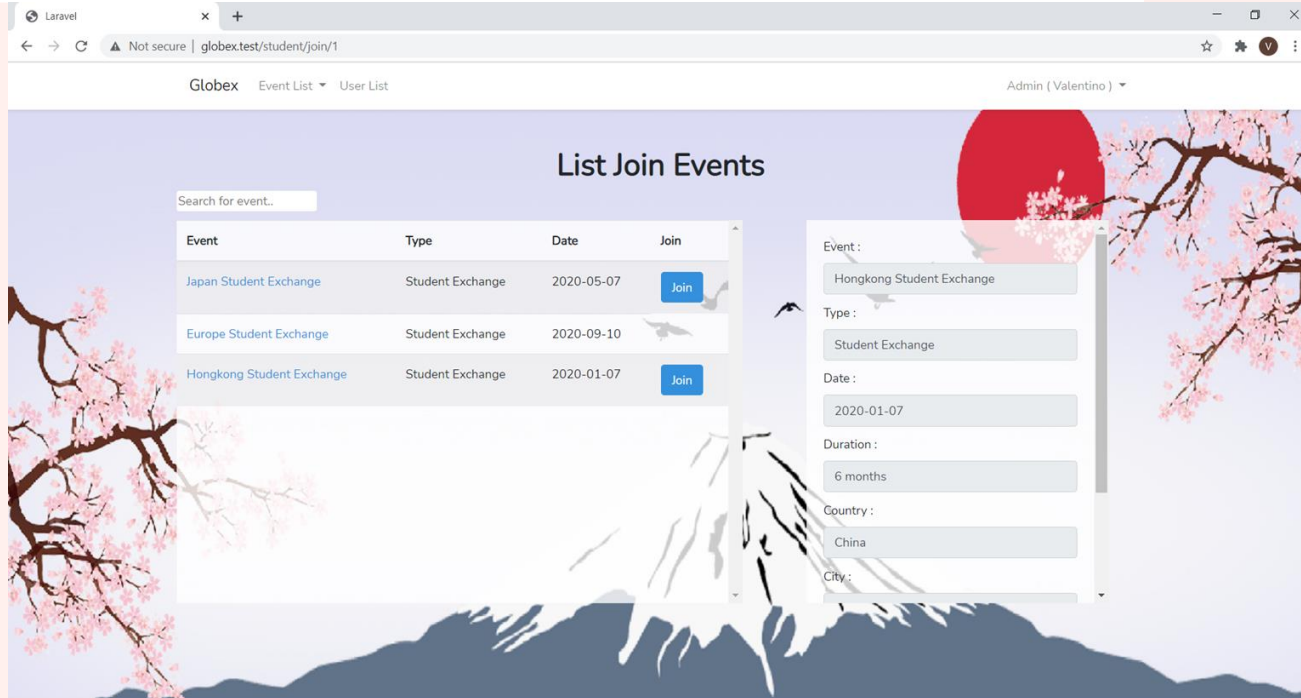 Laravel
Not secure | globex.test/student/join/1
V
Globex Event List User List Admin ( Valentino )
List Join Events
Search for event..
Event Type Date Join
Japan Student Exchange Student Exchange 2020-05-07 Join
Europe Student Exchange Student Exchange 2020-09-10
Hongkong Student Exchange Student Exchange 2020-01-07 Join
Event :
Hongkong Student Exchange
Type :
Student Exchange
Date :
2020-01-07
Duration :
6 months
Country :
China
City :